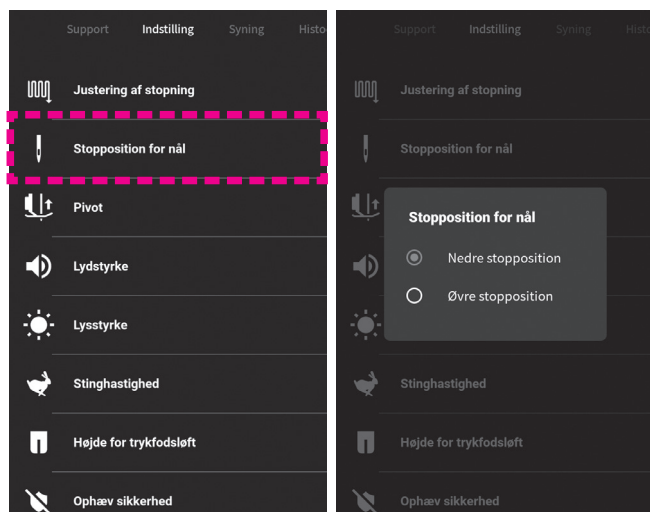 Support Indstilling Syning Histo
Justering af stopning
Stopposition for nål
Pivot
Lydstyrke
Lysstyrke
Stinghastighed
Højde for trykfodsløft
Ophæv sikkerhed
Support Indstilling Syning Histo
Justering af stopning
Stopposition for nål
Stopposition for nål
Nedre stopposition
Øvre stopposition
Stinghastighed
Højde for trykfodsløft
Ophæv sikkerhed